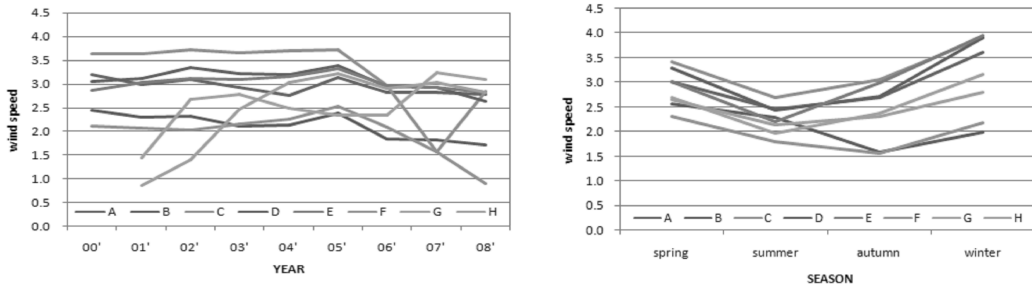 4.5
4.0
3.5
3.0
2.5
2.0
1.5
1.0
0.5
0.0
wind speed
A B C D E F G H
00' 01' 02' 03' 04' 05' 06' 07' 08'
YEAR
4.5
4.0
3.5
3.0
2.5
2.0
1.5
1.0
0.5
0.0
wind speed
A B C D E F G H
spring summer autumn winter
SEASON